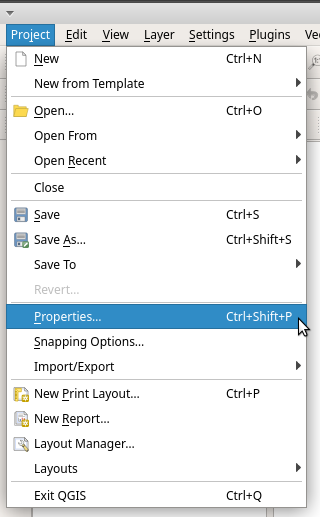 Project Edit View Layer Settings Plugins Ve
New Ctrl+N
New from Template
Open... Ctrl+O
Open From
Open Recent
Close
Save Ctrl+S
Save As... Ctrl+Shift+S
Save To
Revert...
Properties... Ctrl+Shift+P
Snapping Options...
Import/Export
New Print Layout... Ctrl+P
New Report...
Layout Manager...
Layouts
Exit QGIS Ctrl+Q